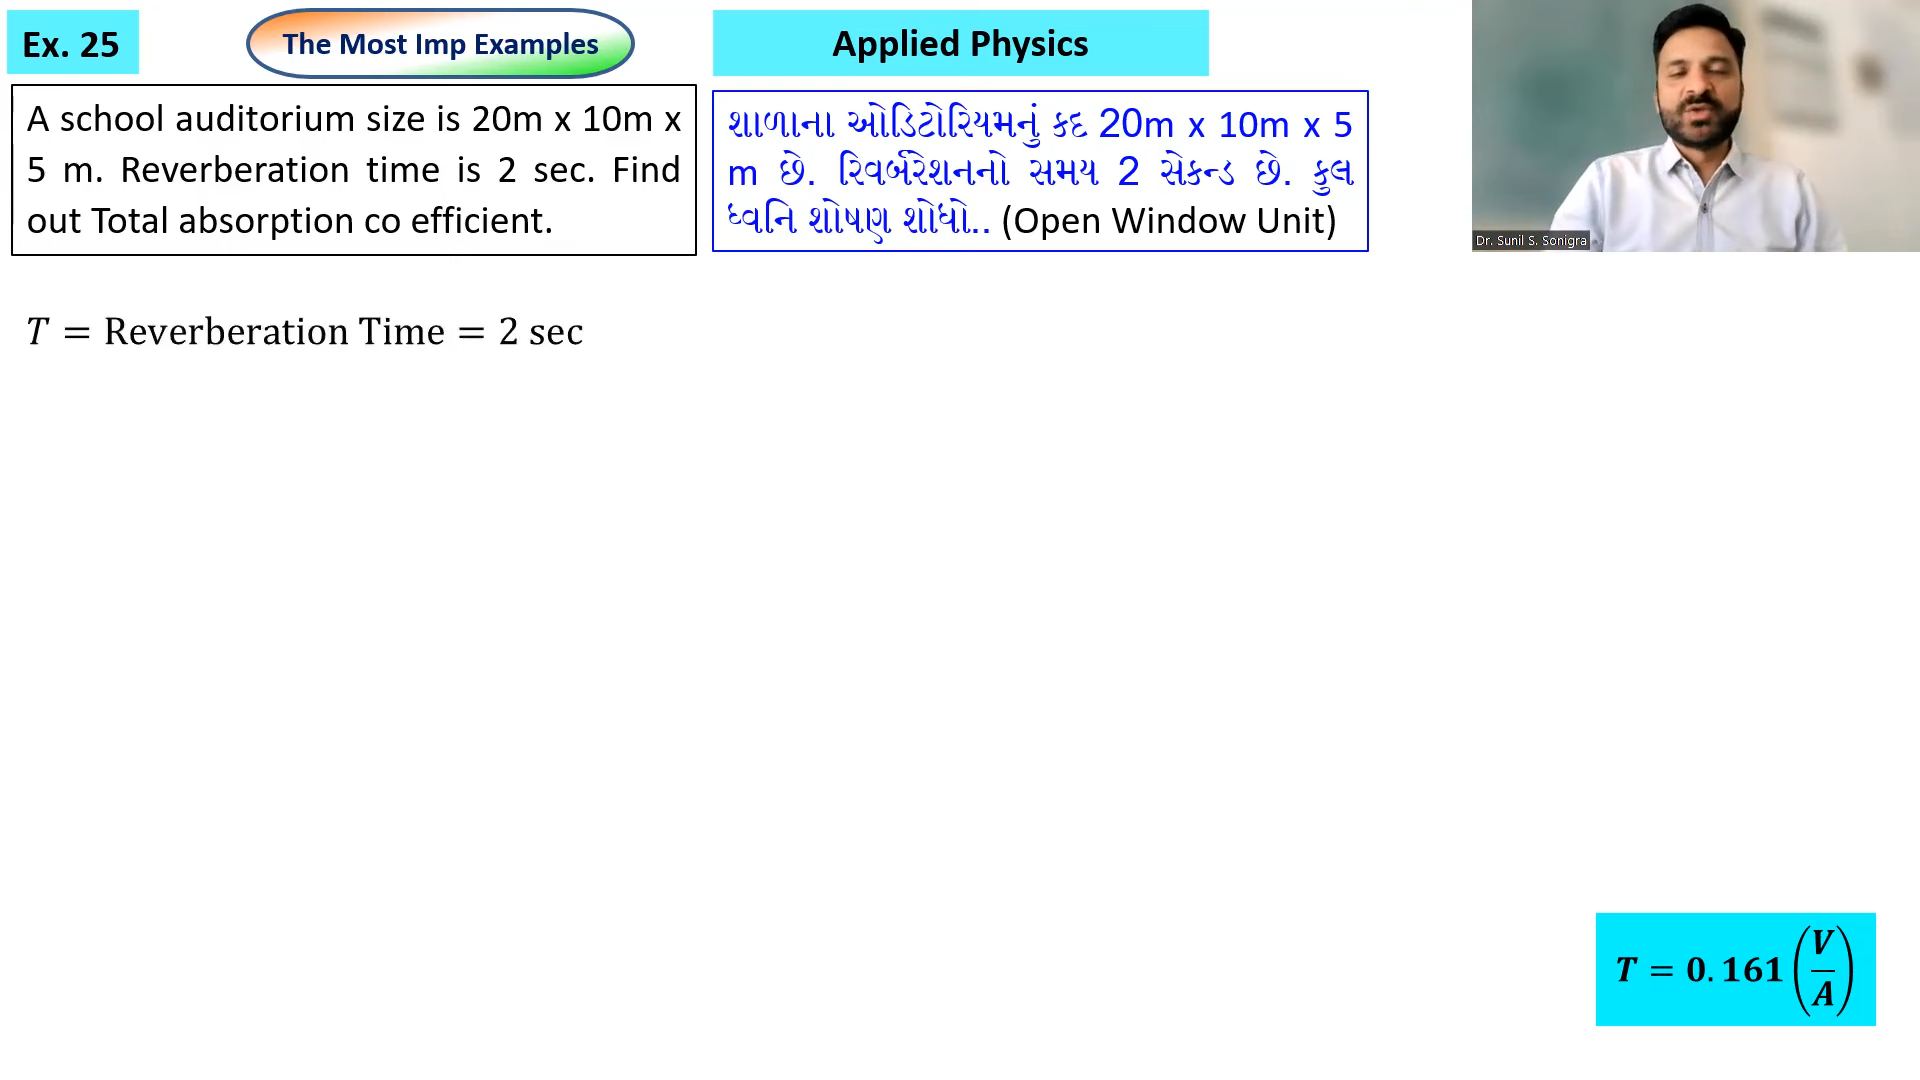 Ex. 25
The Most Imp Examples
Applied Physics
A school auditorium size is 20m x 10m x
5 m. Reverberation time is 2 sec. Find
out Total absorption co efficient.
શાળાના ઓડિટોરિયમનું કદ 20m x 10m x 5
m છે. રિવર્બરેશનનો સમય 2 સેકન્ડ છે. કુલ
ધ્વનિ શોષણ શોધો.. (Open Window Unit)
Dr. Sunil S. Sonigra
T = Reverberation Time = 2 sec
T = 0.161 (V/A)